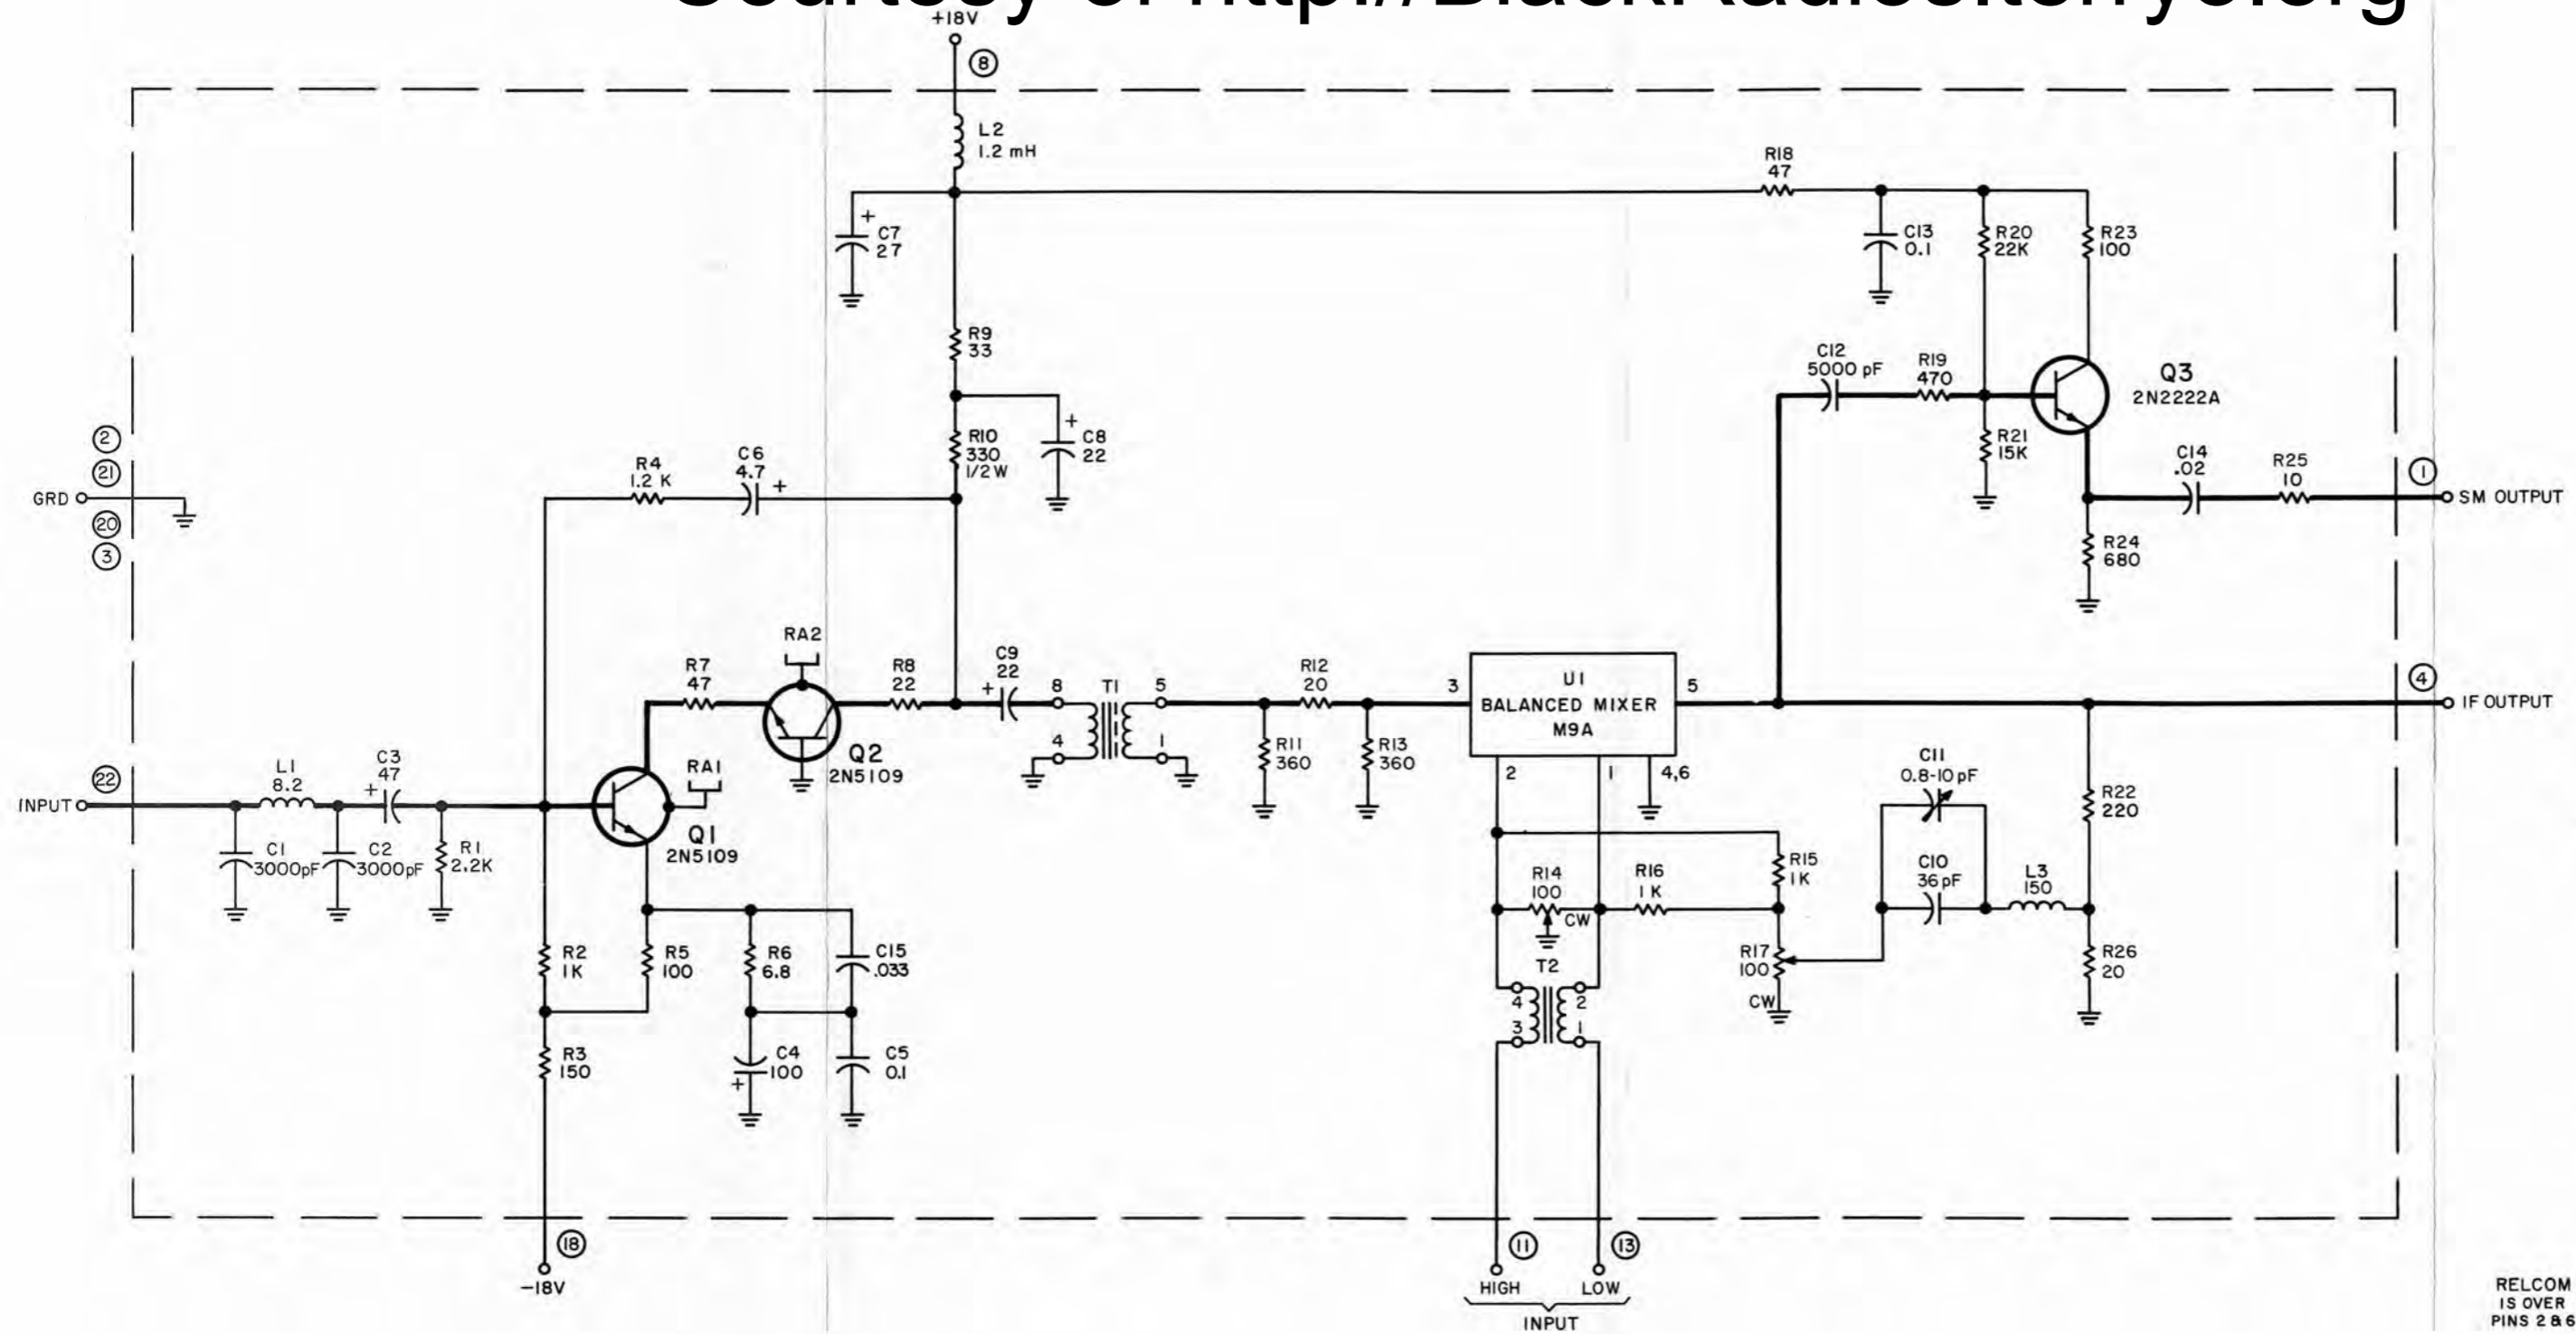 Courtesy of http://BlackRadios.terryo.org
+18V
8
L2
1.2 mH
R18
47
C7
27
+
C13
0.1
R20
22K
R23
100
R9
33
C12
5000 pF
R19
470
Q3
2N2222A
R10
330
1/2 W
+
C8
22
R21
15K
C14
.02
R25
10
1
SM OUTPUT
2
21
GRD
20
3
R4
1.2 K
C6
4.7
+
R24
680
RA2
R7
47
R8
22
C9
22
+
8
T1
5
4
1
Q2
2N5109
R12
20
R11
360
R13
360
3
U1
BALANCED MIXER
M9A
5
2
1
4,6
4
IF OUTPUT
22
INPUT
L1
8.2
C3
47
+
RA1
Q1
2N5109
C1
3000pF
C2
3000pF
R1
2.2K
C11
0.8-10 pF
R22
220
R14
100
CW
R16
1 K
R15
1K
C10
36 pF
L3
150
R2
1K
R5
100
R6
6.8
C15
.033
T2
4
2
3
1
R17
100
CW
R26
20
R3
150
C4
100
+
C5
0.1
18
-18V
11
13
HIGH
LOW
INPUT
RELCOM
IS OVER
PINS 2 &